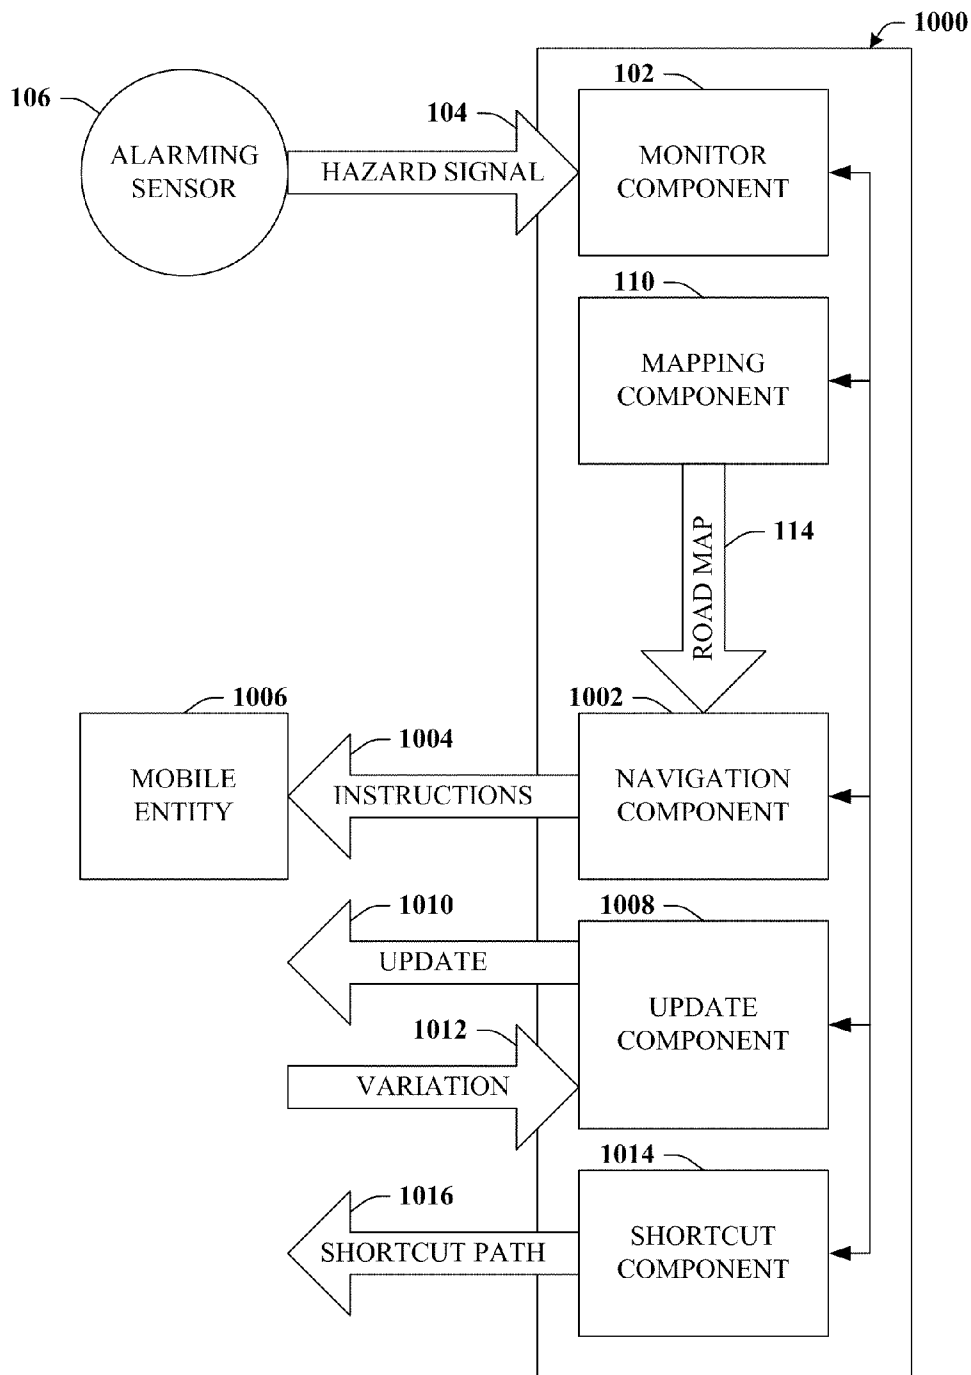 1000
106
104
102
ALARMING
SENSOR
HAZARD SIGNAL
MONITOR
COMPONENT
110
MAPPING
COMPONENT
ROAD MAP
114
1006
1004
1002
MOBILE
ENTITY
INSTRUCTIONS
NAVIGATION
COMPONENT
1010
1008
UPDATE
UPDATE
COMPONENT
1012
VARIATION
1016
1014
SHORTCUT PATH
SHORTCUT
COMPONENT